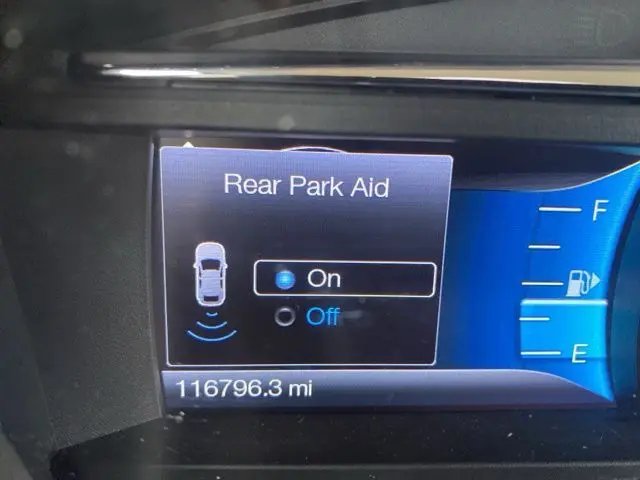 Rear Park Aid
On
Off
F
E
116796.3 mi